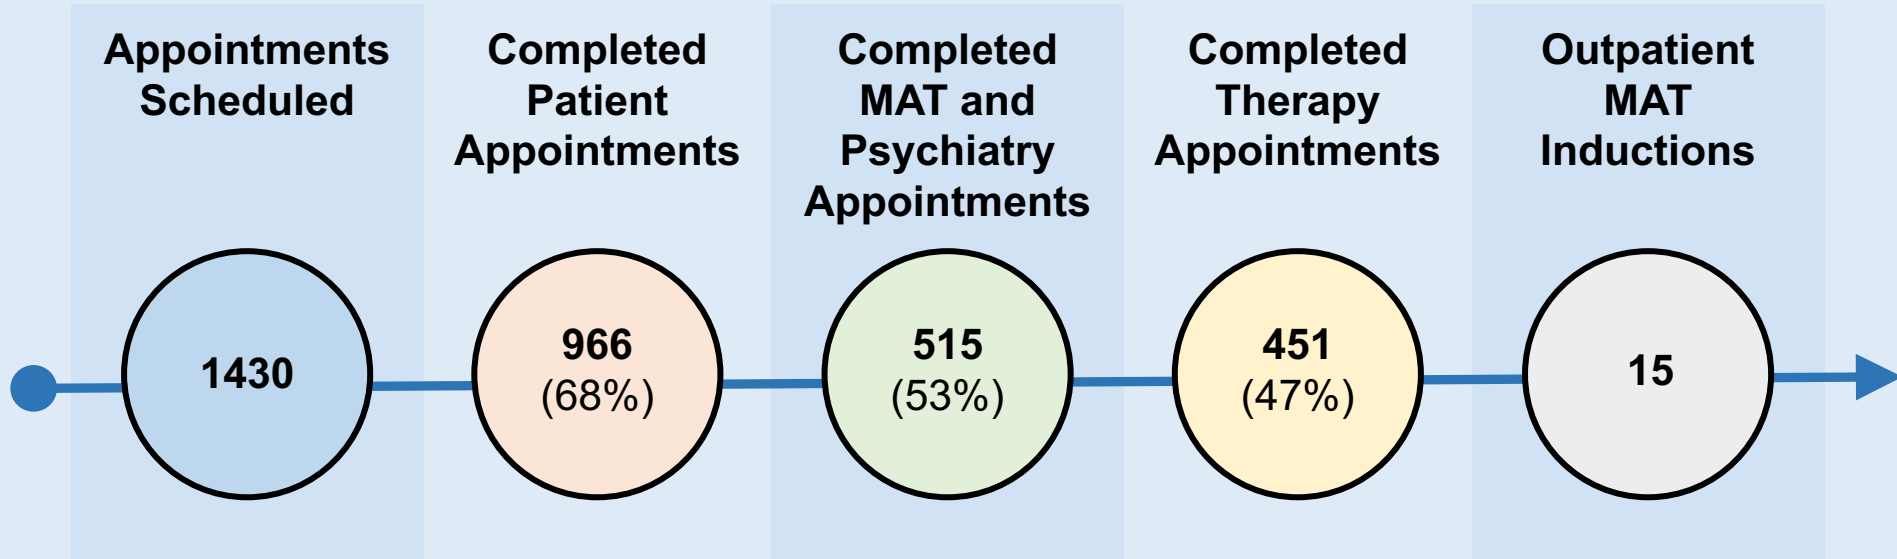 Appointments
Scheduled
1430
Completed
Patient
Appointments
966
(68%)
Completed
MAT and
Psychiatry
Appointments
515
(53%)
Completed
Therapy
Appointments
451
(47%)
Outpatient
MAT
Inductions
15